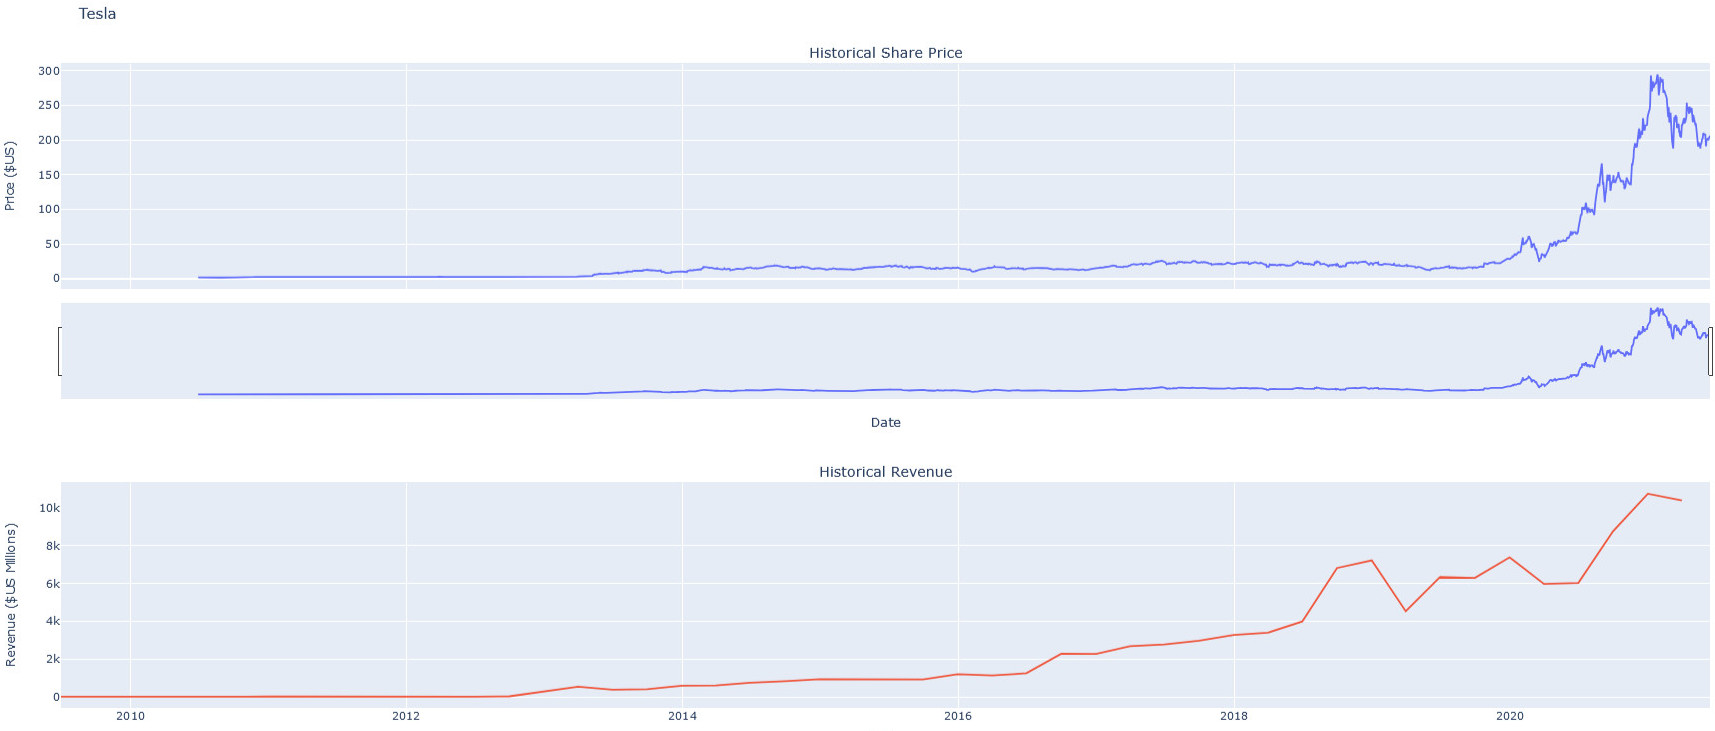 Tesla
Historical Share Price
Price ($US)
300
250
200
150
100
50
0
Date
Historical Revenue
Revenue ($US Millions)
10k
8k
6k
4k
2k
0
2010 2012 2014 2016 2018 2020